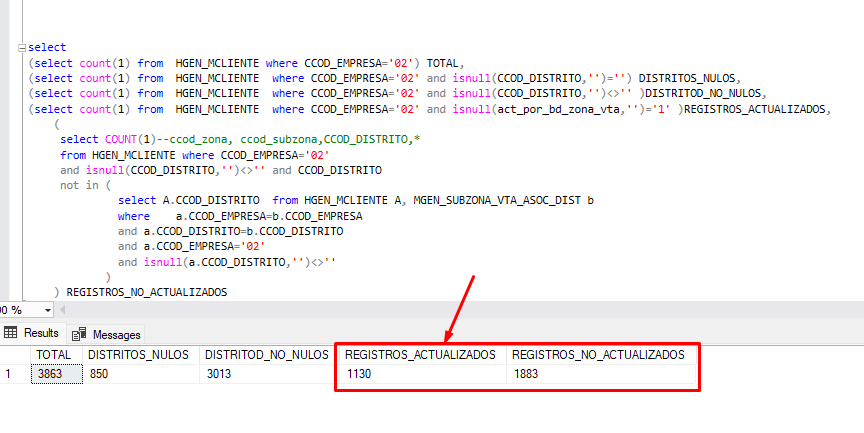 select
(select count(1) from  HGEN_MCLIENTE where CCOD_EMPRESA='02') TOTAL,
(select count(1) from  HGEN_MCLIENTE  where CCOD_EMPRESA='02' and isnull(CCOD_DISTRITO,'')='') DISTRITOS_NULOS,
(select count(1) from  HGEN_MCLIENTE  where CCOD_EMPRESA='02' and isnull(CCOD_DISTRITO,'')<>'' )DISTRITOD_NO_NULOS,
(select count(1) from  HGEN_MCLIENTE  where CCOD_EMPRESA='02' and isnull(act_por_bd_zona_vta,'')='1' )REGISTROS_ACTUALIZADOS,
(
select COUNT(1)--ccod_zona, ccod_subzona,CCOD_DISTRITO,*
from HGEN_MCLIENTE where CCOD_EMPRESA='02'
and isnull(CCOD_DISTRITO,'')<>'' and CCOD_DISTRITO
not in (
select A.CCOD_DISTRITO  from HGEN_MCLIENTE A, MGEN_SUBZONA_VTA_ASOC_DIST b
where    a.CCOD_EMPRESA=b.CCOD_EMPRESA
and a.CCOD_DISTRITO=b.CCOD_DISTRITO
and a.CCOD_EMPRESA='02'
and isnull(a.CCOD_DISTRITO,'')<>''
)
) REGISTROS_NO_ACTUALIZADOS
00 %
Results Messages
TOTAL DISTRITOS_NULOS DISTRITOD_NO_NULOS REGISTROS_ACTUALIZADOS REGISTROS_NO_ACTUALIZADOS
1 3863 850 3013 1130 1883